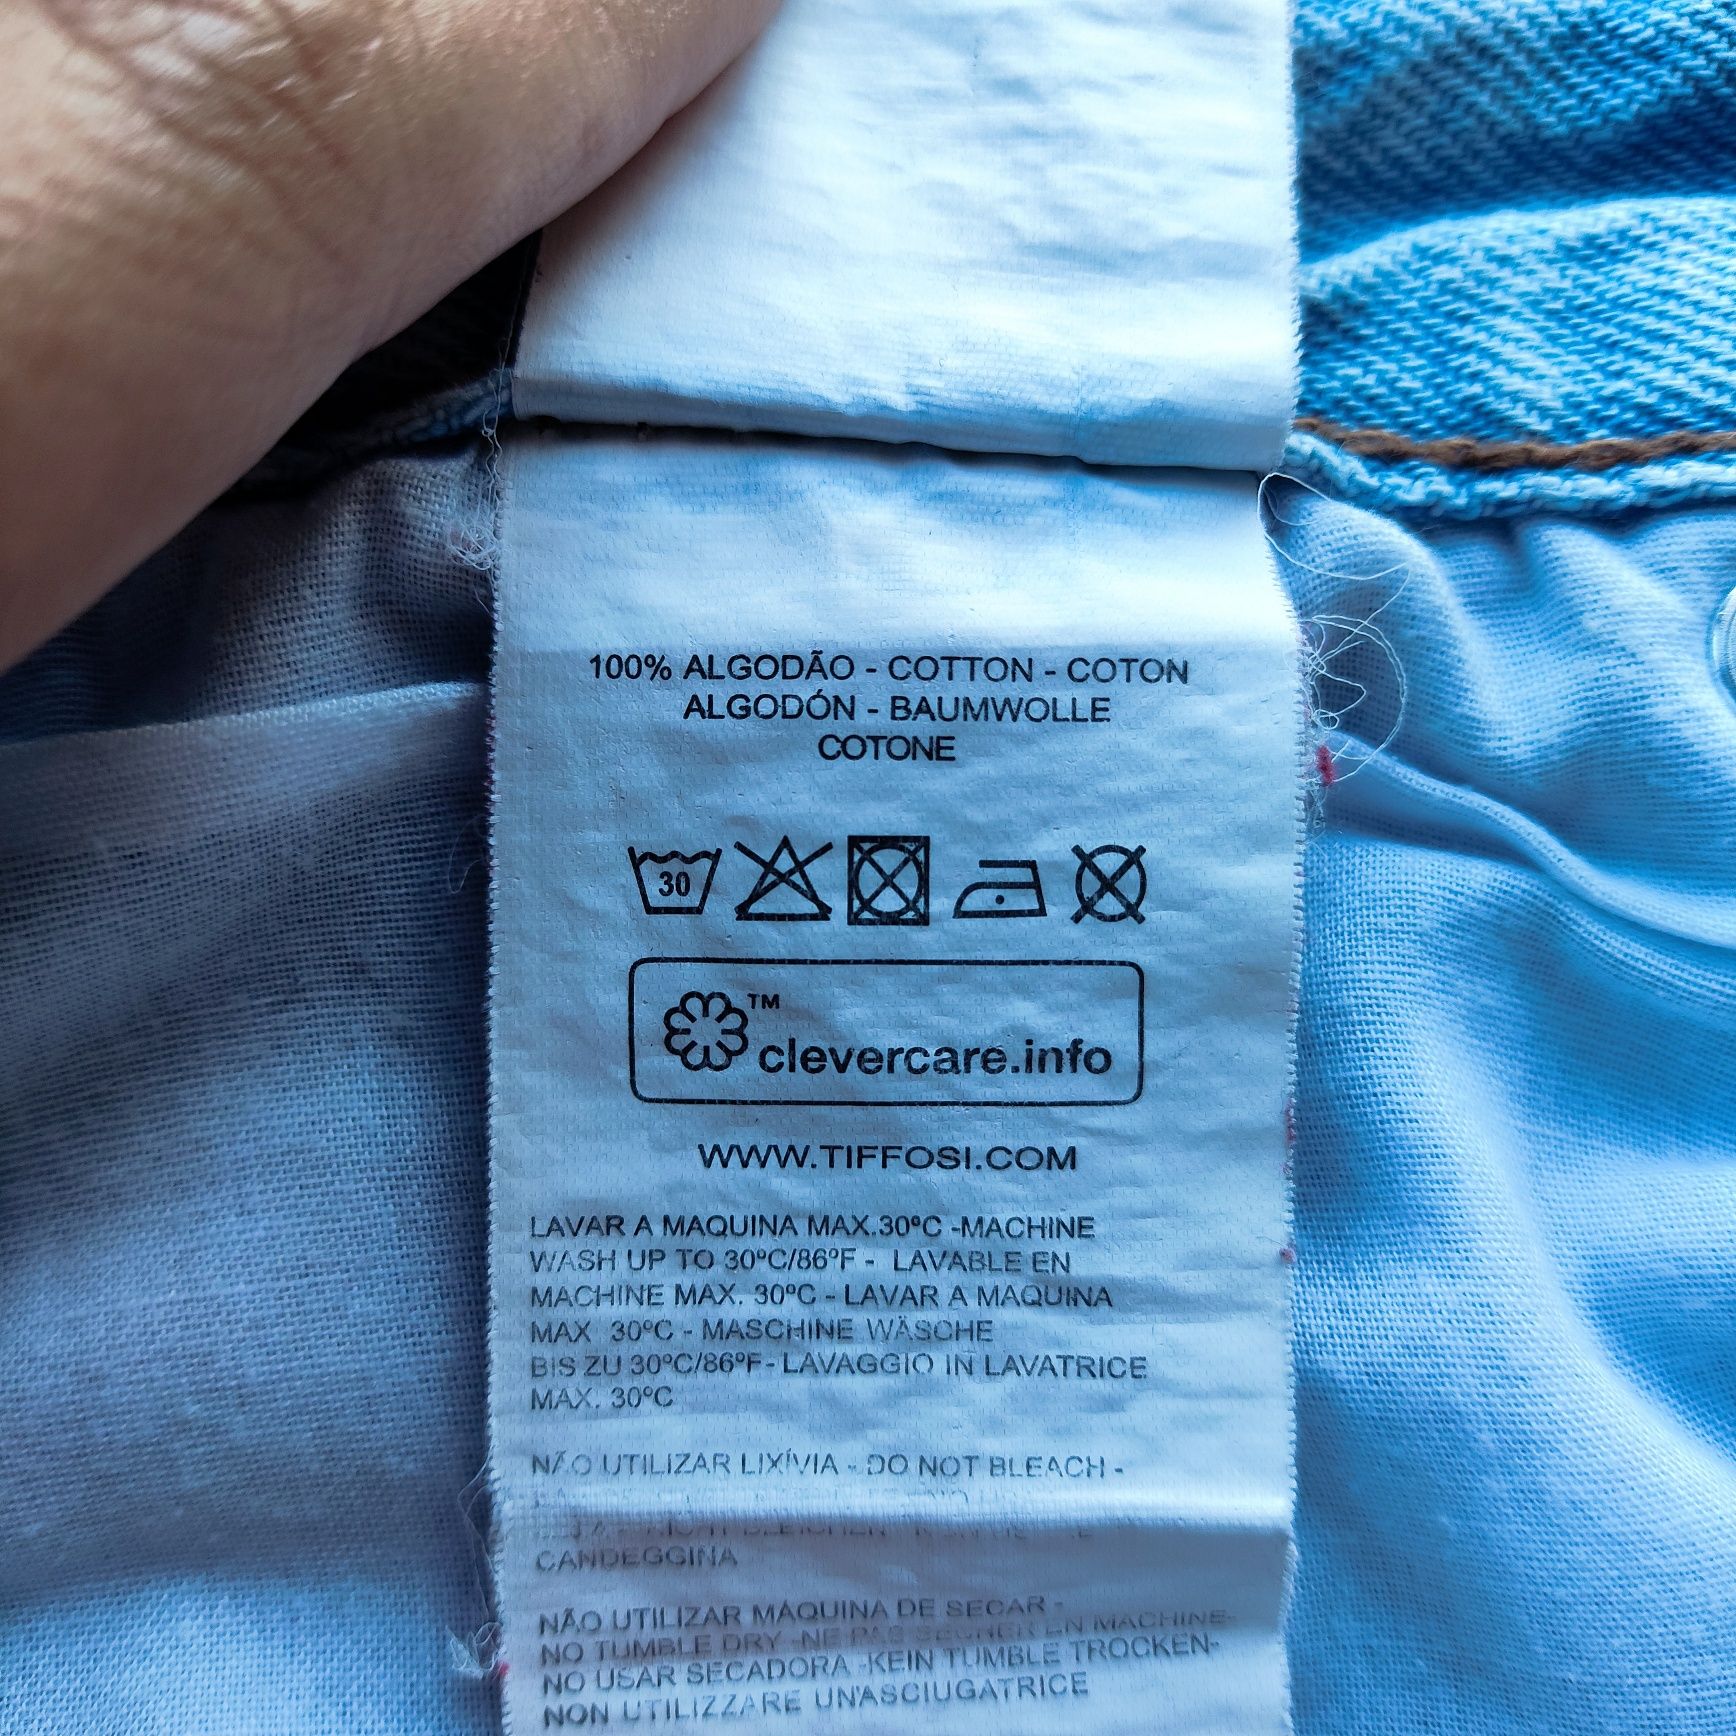 100% ALGODÃO - COTTON - COTON
ALGODÓN - BAUMWOLLE
COTONE
30
™
clevercare.info
WWW.TIFFOSI.COM
LAVAR A MAQUINA MAX.30ºC -MACHINE
WASH UP TO 30ºC/86ºF - LAVABLE EN
MACHINE MAX. 30ºC - LAVAR A MAQUINA
MAX 30ºC - MASCHINE WÄSCHE
BIS ZU 30ºC/86ºF - LAVAGGIO IN LAVATRICE
MAX. 30ºC
NÃO UTILIZAR LIXÍVIA - DO NOT BLEACH -
CANDEGGINA
NÃO UTILIZAR MÁQUINA DE SECAR -
NO TUMBLE DRY -NE PAS SECHER EN MACHINE-
NO USAR SECADORA -KEIN TUMBLE TROCKEN-
NON UTILIZZARE UN'ASCIUGATRICE